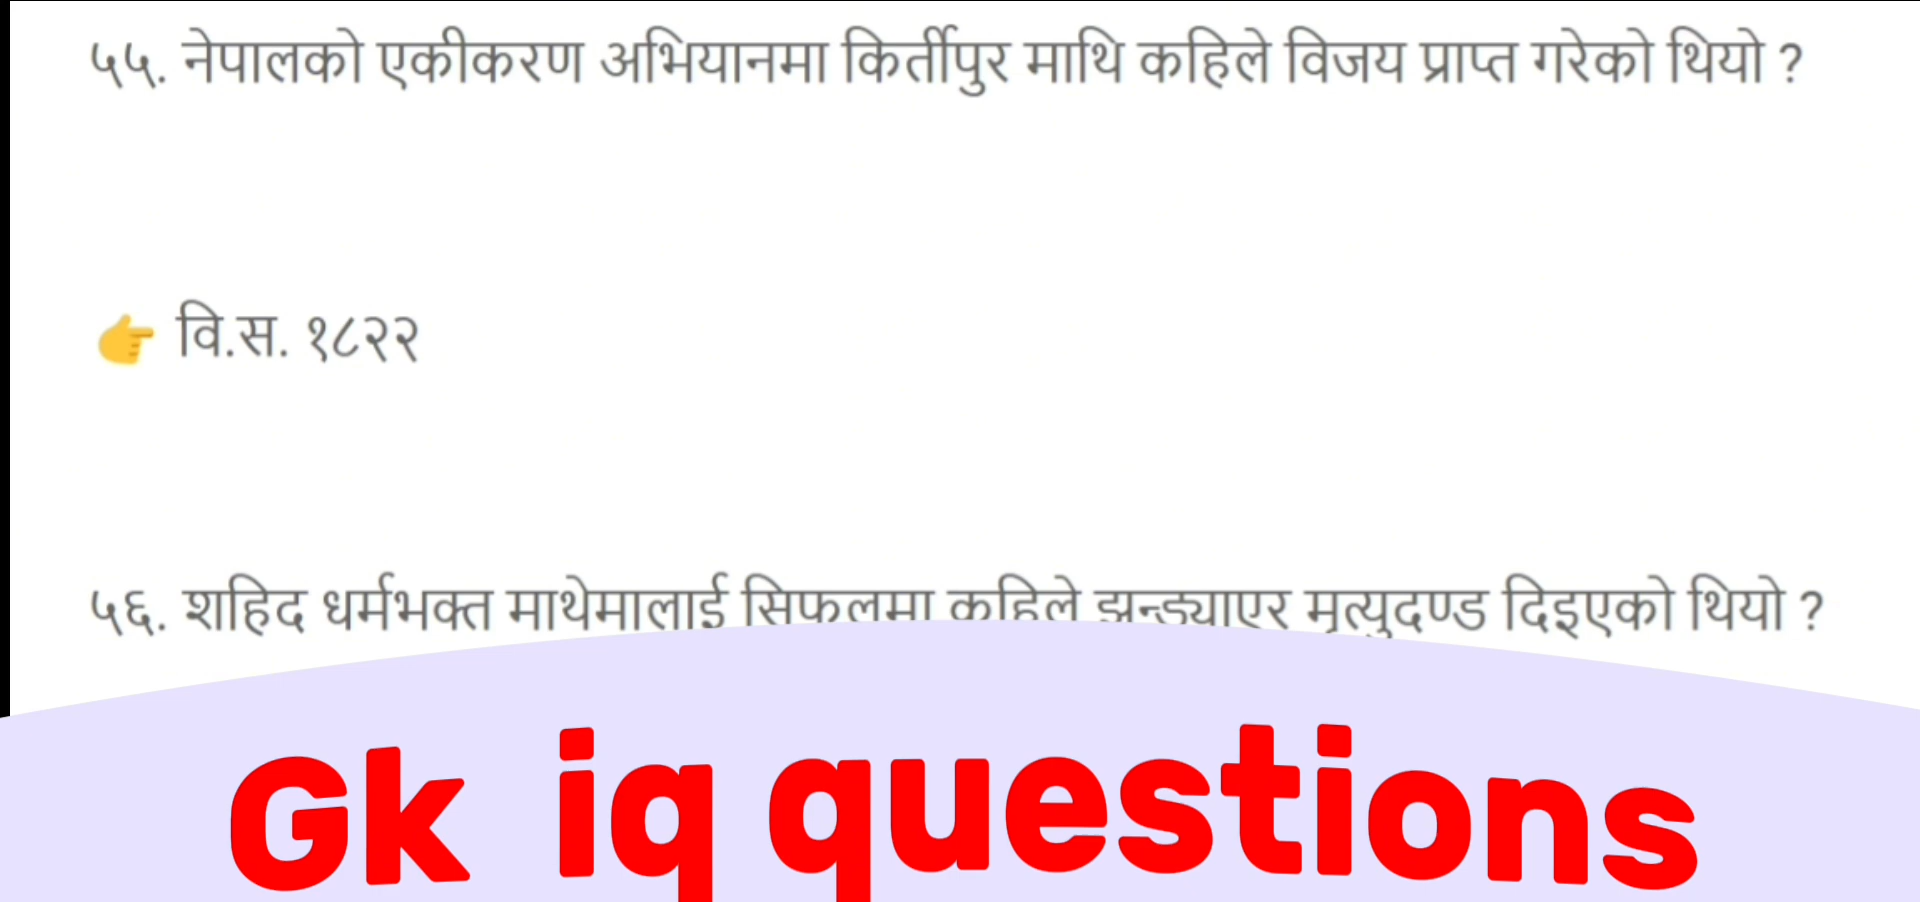 ५५. नेपालको एकीकरण अभियानमा किर्तीपुर माथि कहिले विजय प्राप्त गरेको थियो ?
👉 वि.स. १८२२
५६. शहिद धर्मभक्त माथेमालाई सिफलमा कहिले झन्ड्याएर मृत्युदण्ड दिइएको थियो ?
Gk iq questions